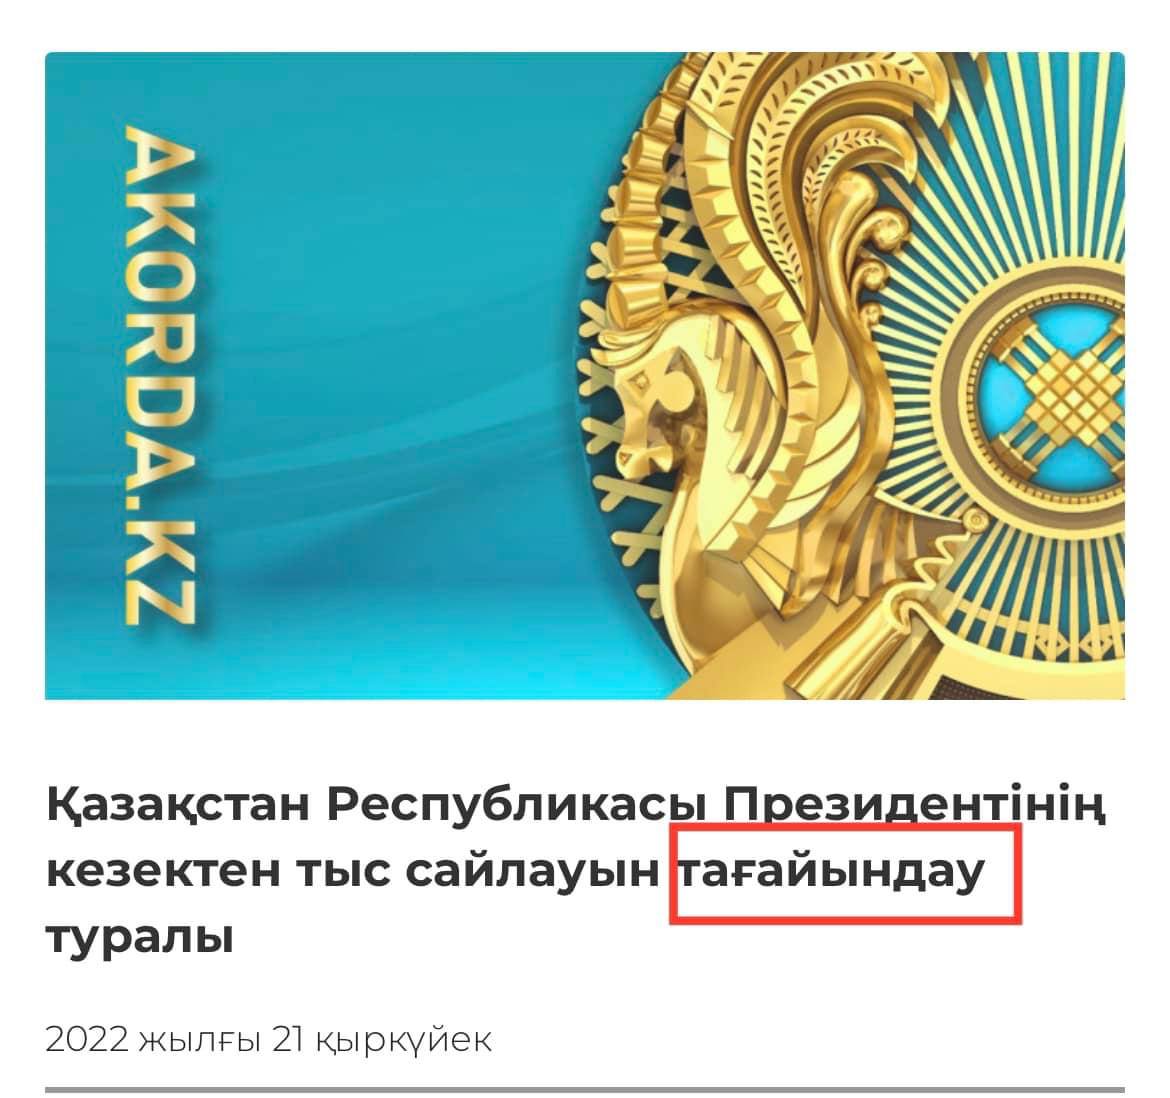 AKORDA.KZ
Қазақстан Республикасы Президентінің
кезектен тыс сайлауын тағайындау
туралы
2022 жылғы 21 қыркүйек